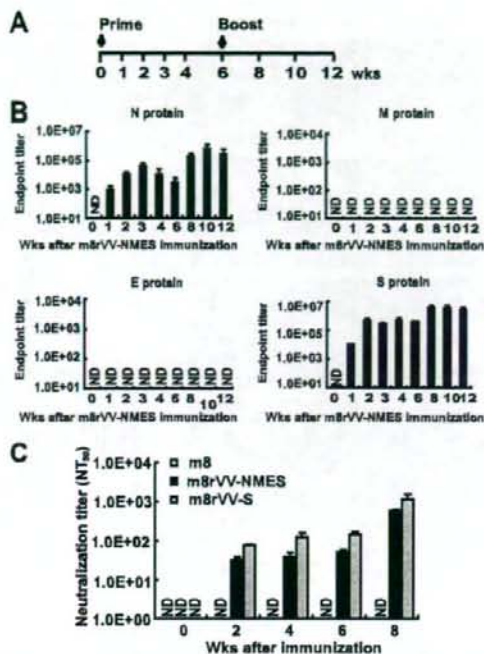 A
Prime Boost
0 1 2 3 4 6 8 10 12 wks
B
N protein
Endpoint titer
1.0E+07
1.0E+05
1.0E+03
1.0E+01
ND
0 1 2 3 4 6 8 10 12
Wks after m8rVV-NMES immunization
M protein
Endpoint titer
1.0E+04
1.0E+03
1.0E+02
1.0E+01
ND ND ND ND ND ND ND ND ND
0 1 2 3 4 6 8 10 12
Wks after m8rVV-NMES immunization
E protein
Endpoint titer
1.0E+04
1.0E+03
1.0E+02
1.0E+01
ND ND ND ND ND ND ND ND ND
0 1 2 3 4 6 8 10 12
Wks after m8rVV-NMES immunization
S protein
Endpoint titer
1.0E+07
1.0E+05
1.0E+03
1.0E+01
ND
0 1 2 3 4 6 8 10 12
Wks after m8rVV-NMES immunization
C
Neutralization titer (NT50)
1.0E+04
1.0E+03
1.0E+02
1.0E+01
1.0E+00
m8
m8rVV-NMES
m8rVV-S
ND ND ND ND ND ND ND
0 2 4 6 8
Wks after immunization